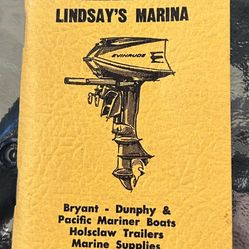 LINDSAY'S MARINA
EVINRUDE
Bryant - Dunphy &
Pacific Mariner Boats
Holsclaw Trailers
Marine Supplies